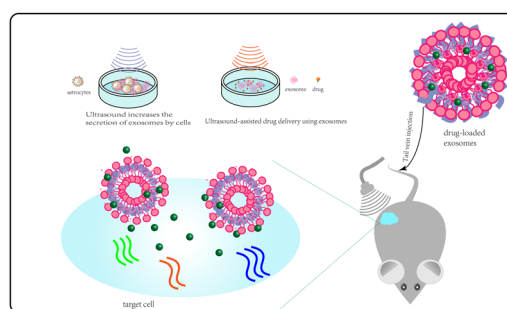 astrocytes
Ultrasound increases the
secretion of exosomes by cells
exosome
drug
Ultrasound-assisted drug delivery using exosomes
drug-loaded
exosomes
Tail vein injection
target cell